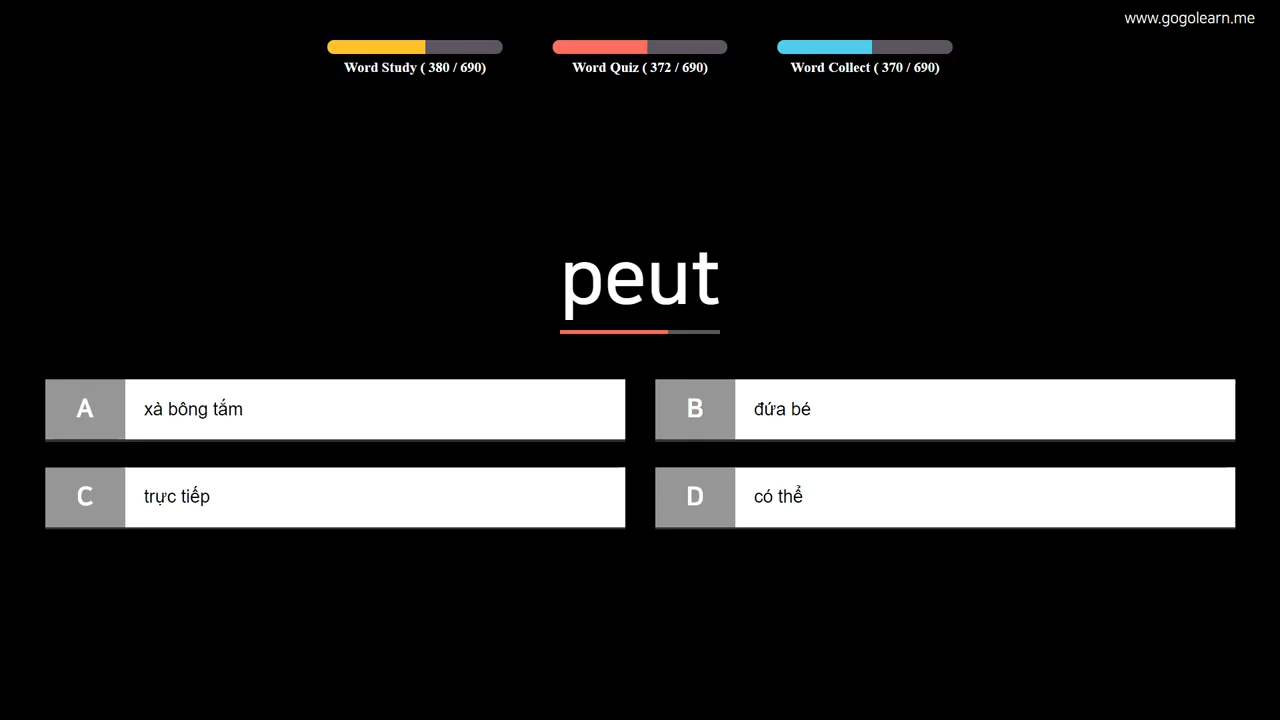 www.gogolearn.me
Word Study ( 380 / 690)
Word Quiz ( 372 / 690)
Word Collect ( 370 / 690)
peut
A xà bông tắm
B đứa bé
C trực tiếp
D có thể